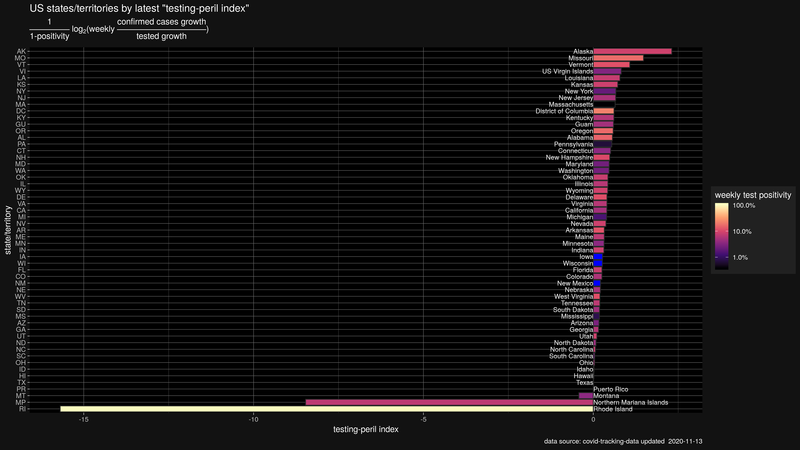 US states/territories by latest "testing-peril index"
1
1-positivity
log2(weekly
confirmed cases growth
tested growth
)
AK Alaska
MO Missouri
VT Vermont
VI US Virgin Islands
LA Louisiana
KS Kansas
NY New York
NJ New Jersey
MA Massachusetts
DC District of Columbia
KY Kentucky
GU Guam
OR Oregon
AL Alabama
PA Pennsylvania
CT Connecticut
NH New Hampshire
MD Maryland
WA Washington
OK Oklahoma
IL Illinois
WY Wyoming
DE Delaware
VA Virginia
CA California
MI Michigan
NV Nevada
AR Arkansas
ME Maine
MN Minnesota
IN Indiana
IA Iowa
WI Wisconsin
FL Florida
CO Colorado
NM New Mexico
NE Nebraska
WV West Virginia
TN Tennessee
SD South Dakota
MS Mississippi
AZ Arizona
GA Georgia
UT Utah
ND North Dakota
NC North Carolina
SC South Carolina
OH Ohio
ID Idaho
HI Hawaii
TX Texas
PR Puerto Rico
MT Montana
MP Northern Mariana Islands
RI Rhode Island
state/territory
-15 -10 -5 0
testing-peril index
weekly test positivity
100.0%
10.0%
1.0%
data source: covid-tracking-data updated 2020-11-13